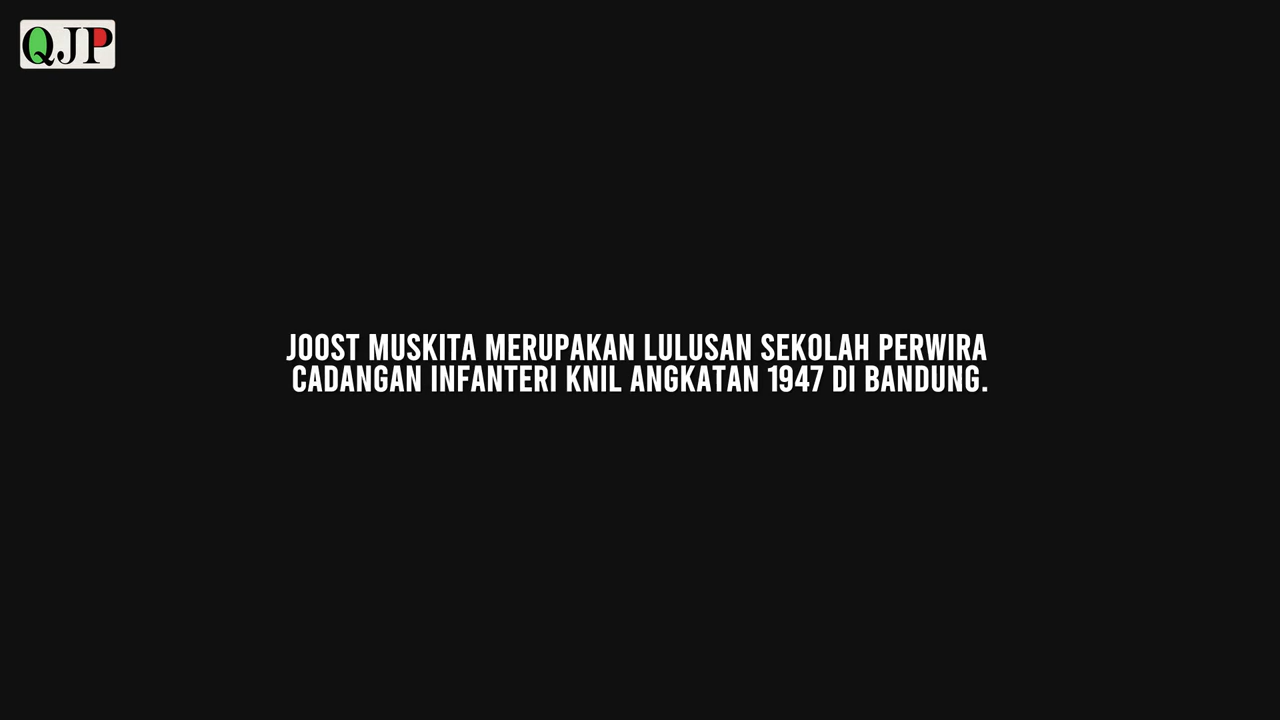 QJP
JOOST MUSKITA MERUPAKAN LULUSAN SEKOLAH PERWIRA
CADANGAN INFANTERI KNIL ANGKATAN 1947 DI BANDUNG.